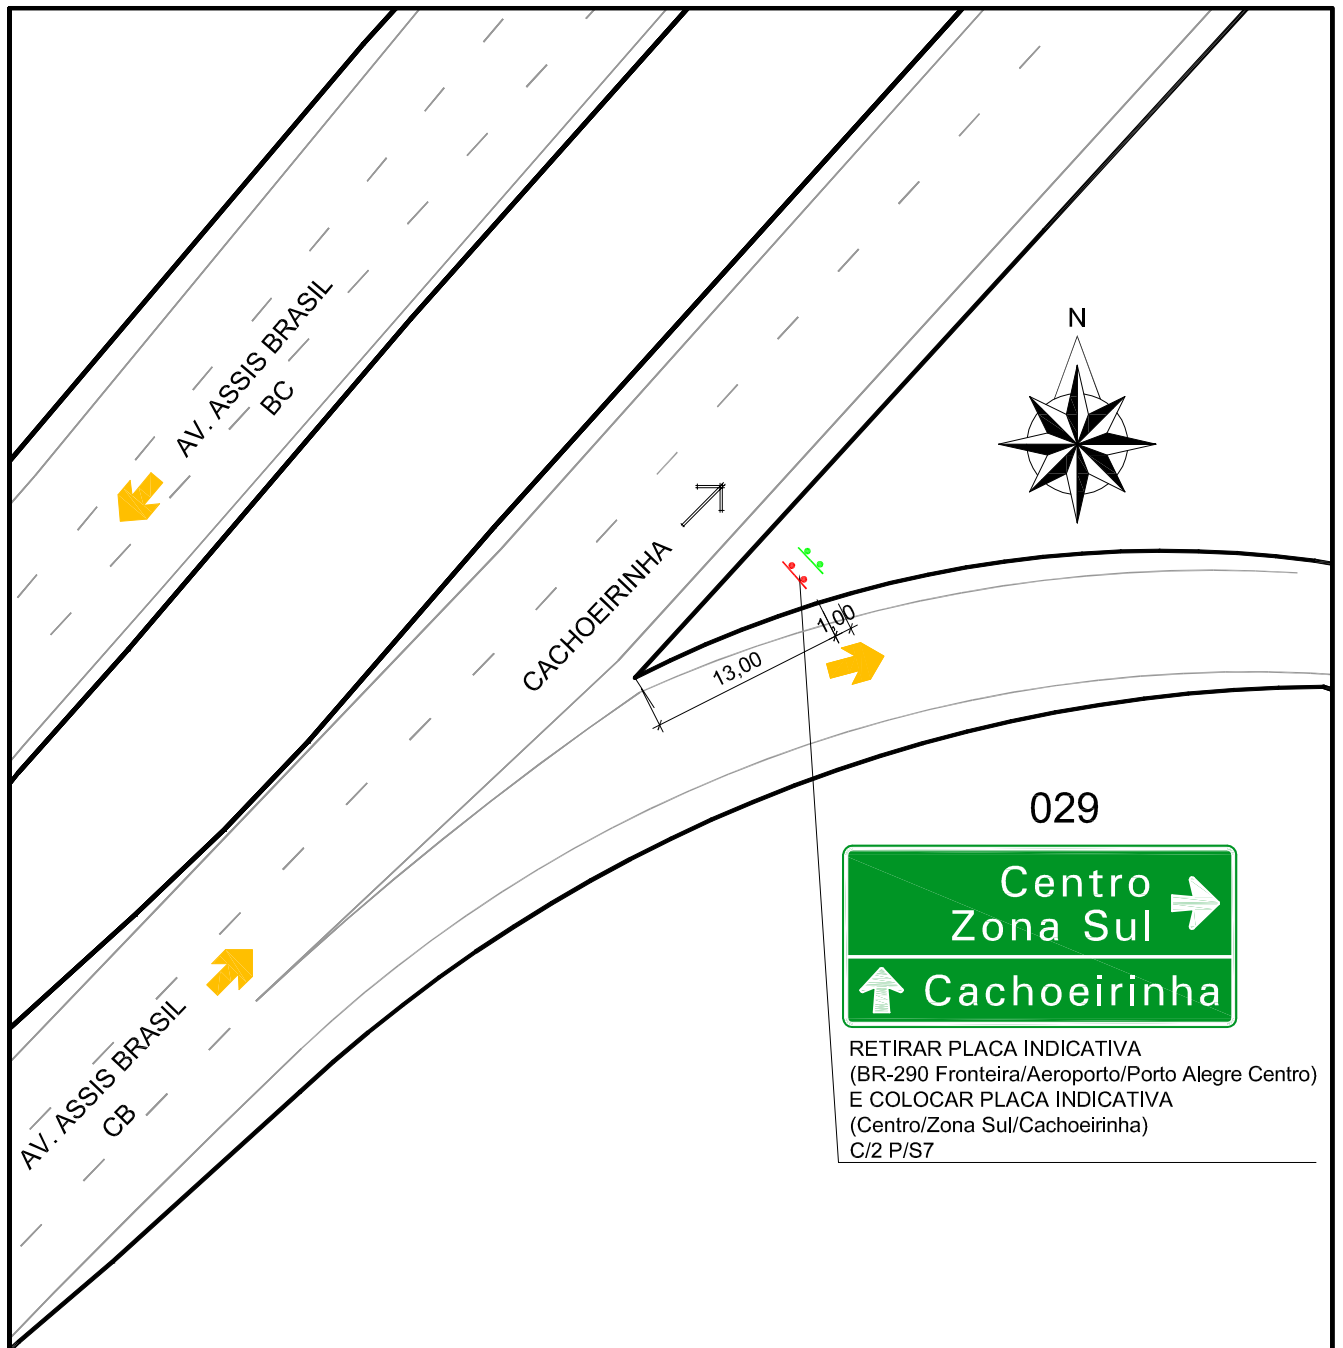 AV. ASSIS BRASIL
BC
N
CACHOEIRINHA
1,00
13,00
029
Centro
Zona Sul
Cachoeirinha
RETIRAR PLACA INDICATIVA
(BR-290 Fronteira/Aeroporto/Porto Alegre Centro)
E COLOCAR PLACA INDICATIVA
(Centro/Zona Sul/Cachoeirinha)
C/2 P/S7
AV. ASSIS BRASIL
CB